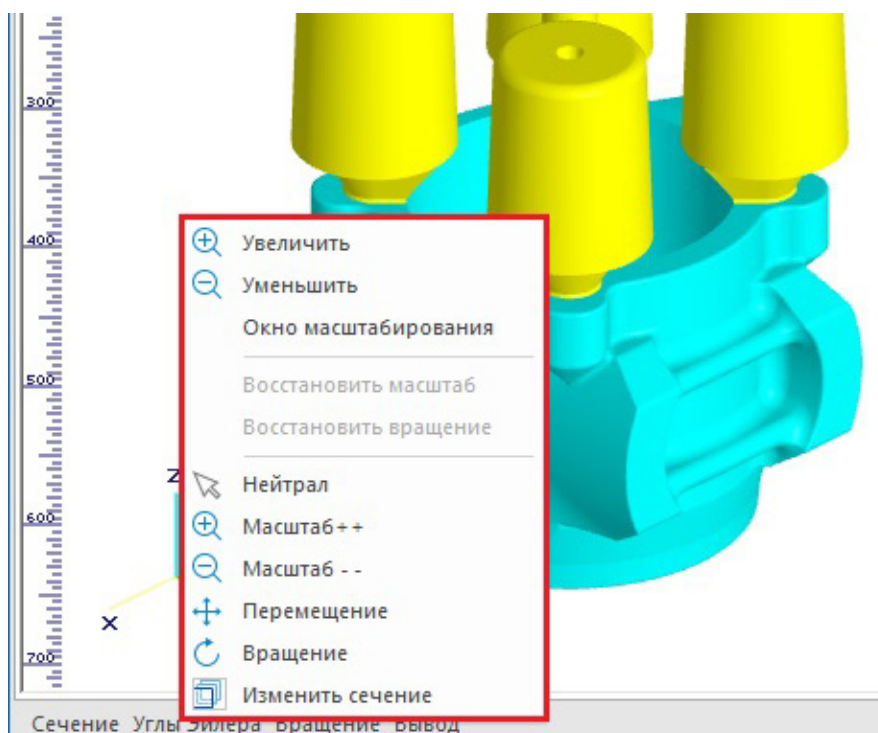 300
400
500
600
700
Z
X
Увеличить
Уменьшить
Окно масштабирования
Восстановить масштаб
Восстановить вращение
Нейтрал
Масштаб++
Масштаб - -
Перемещение
Вращение
Изменить сечение
Сечение Углы Эйлера Вращение Вывод